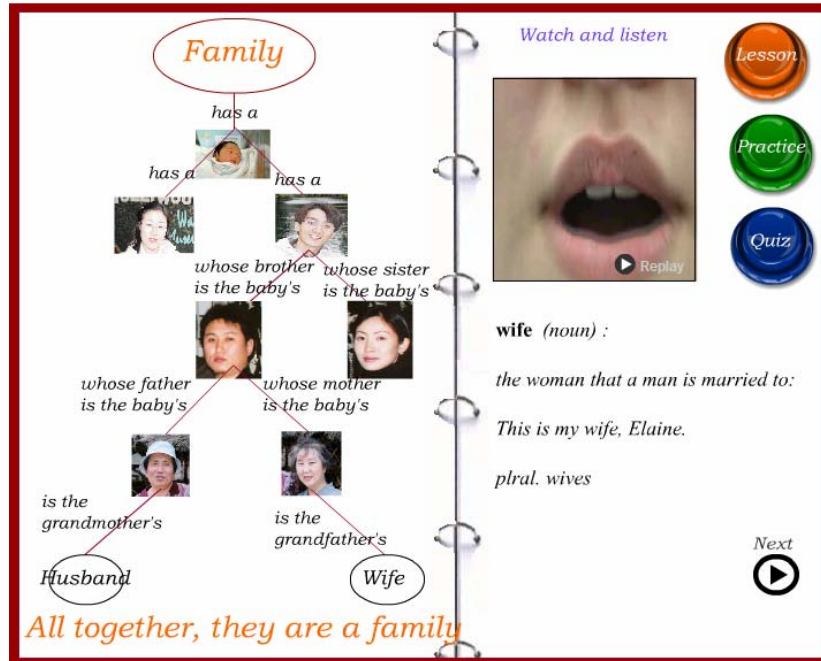 Family
has a
has a
has a
whose brother
is the baby's
whose sister
is the baby's
whose father
is the baby's
whose mother
is the baby's
is the
grandmother's
is the
grandfather's
Husband
Wife
All together, they are a family
Watch and listen
Lesson
Practice
Quiz
Replay
wife (noun) :
the woman that a man is married to:
This is my wife, Elaine.
plral. wives
Next